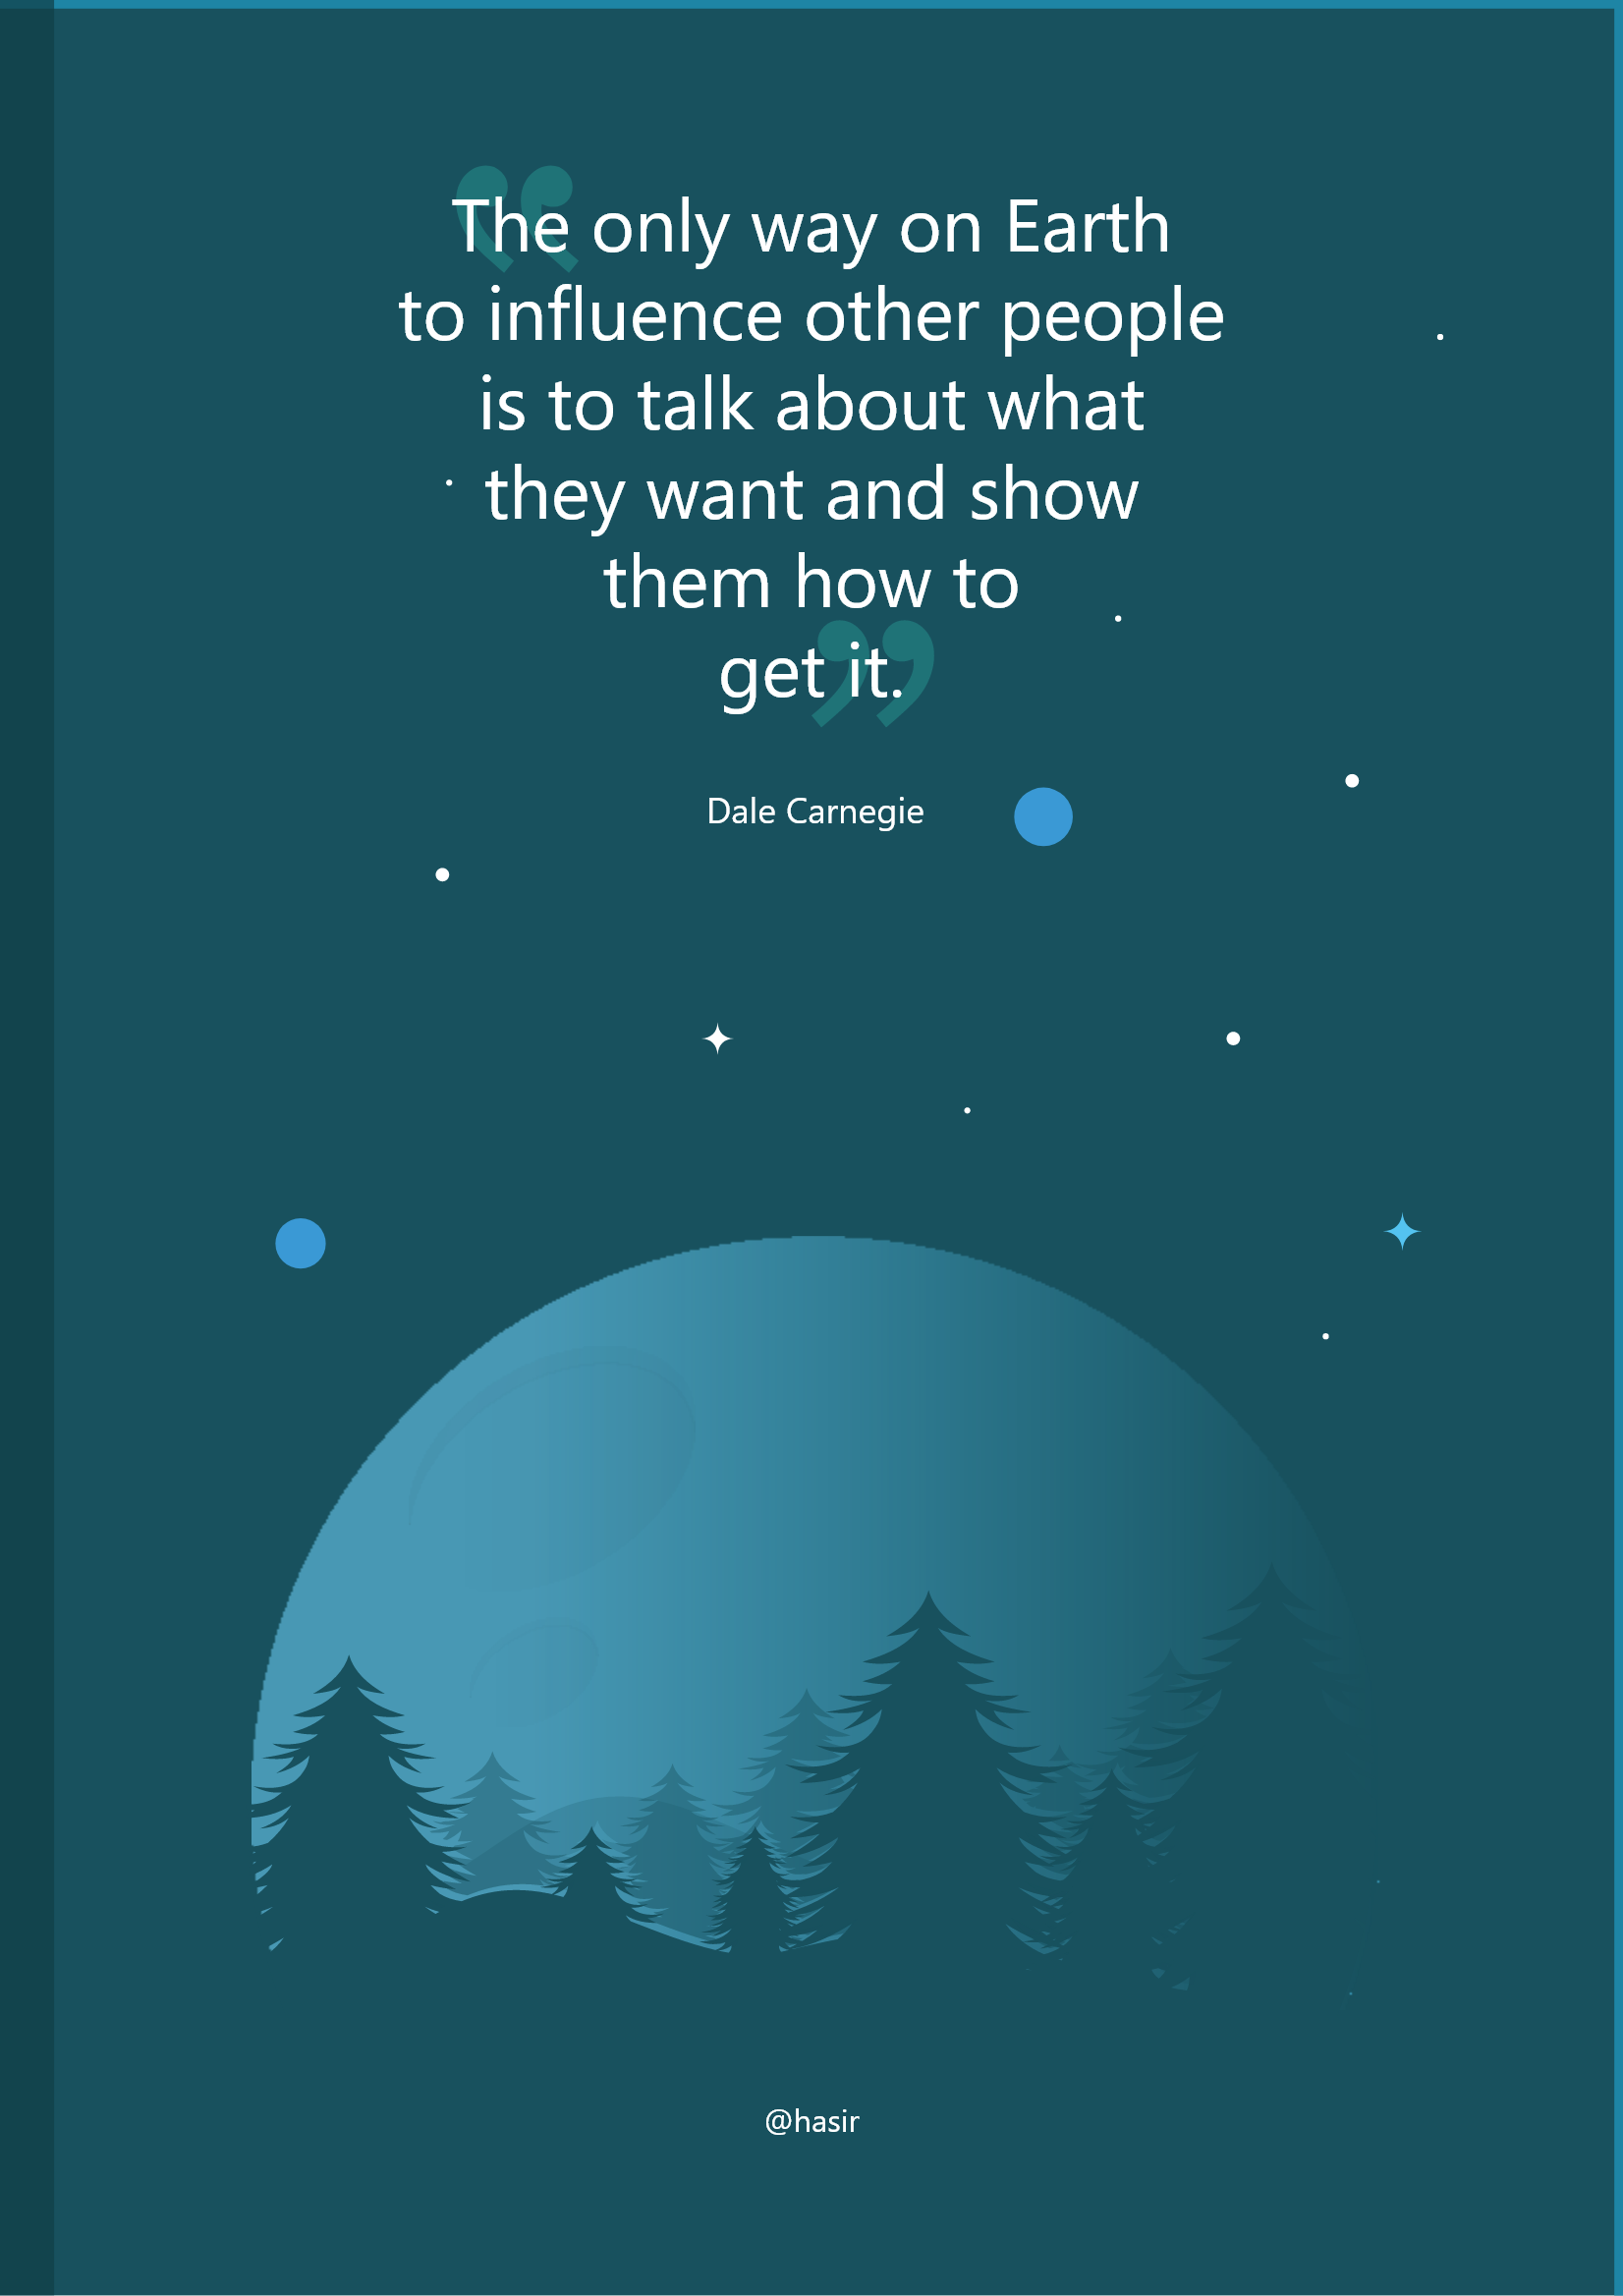 The only way on Earth
to influence other people
is to talk about what
they want and show
them how to
get it.
Dale Carnegie
@hasir